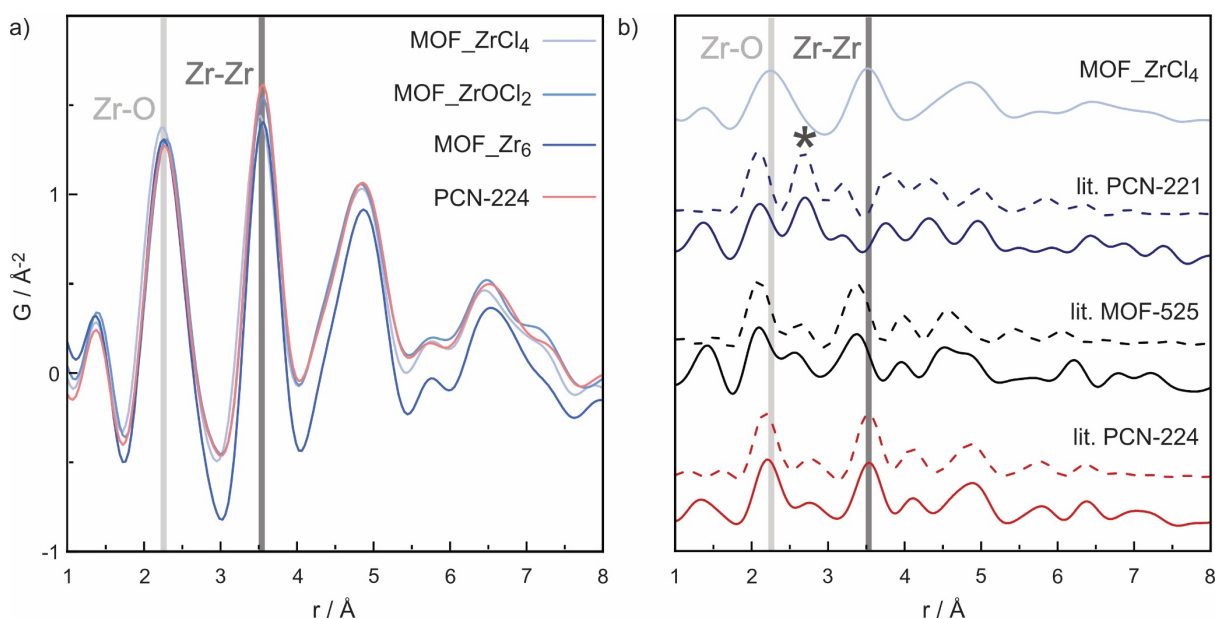 a)
Zr-O
Zr-Zr
MOF_ZrCl4
MOF_ZrOCl2
MOF_Zr6
PCN-224
G / Å-2
1
0
-1
1 2 3 4 5 6 7 8
r / Å
b)
Zr-O
Zr-Zr
MOF_ZrCl4
*
lit. PCN-221
lit. MOF-525
lit. PCN-224
1 2 3 4 5 6 7 8
r / Å